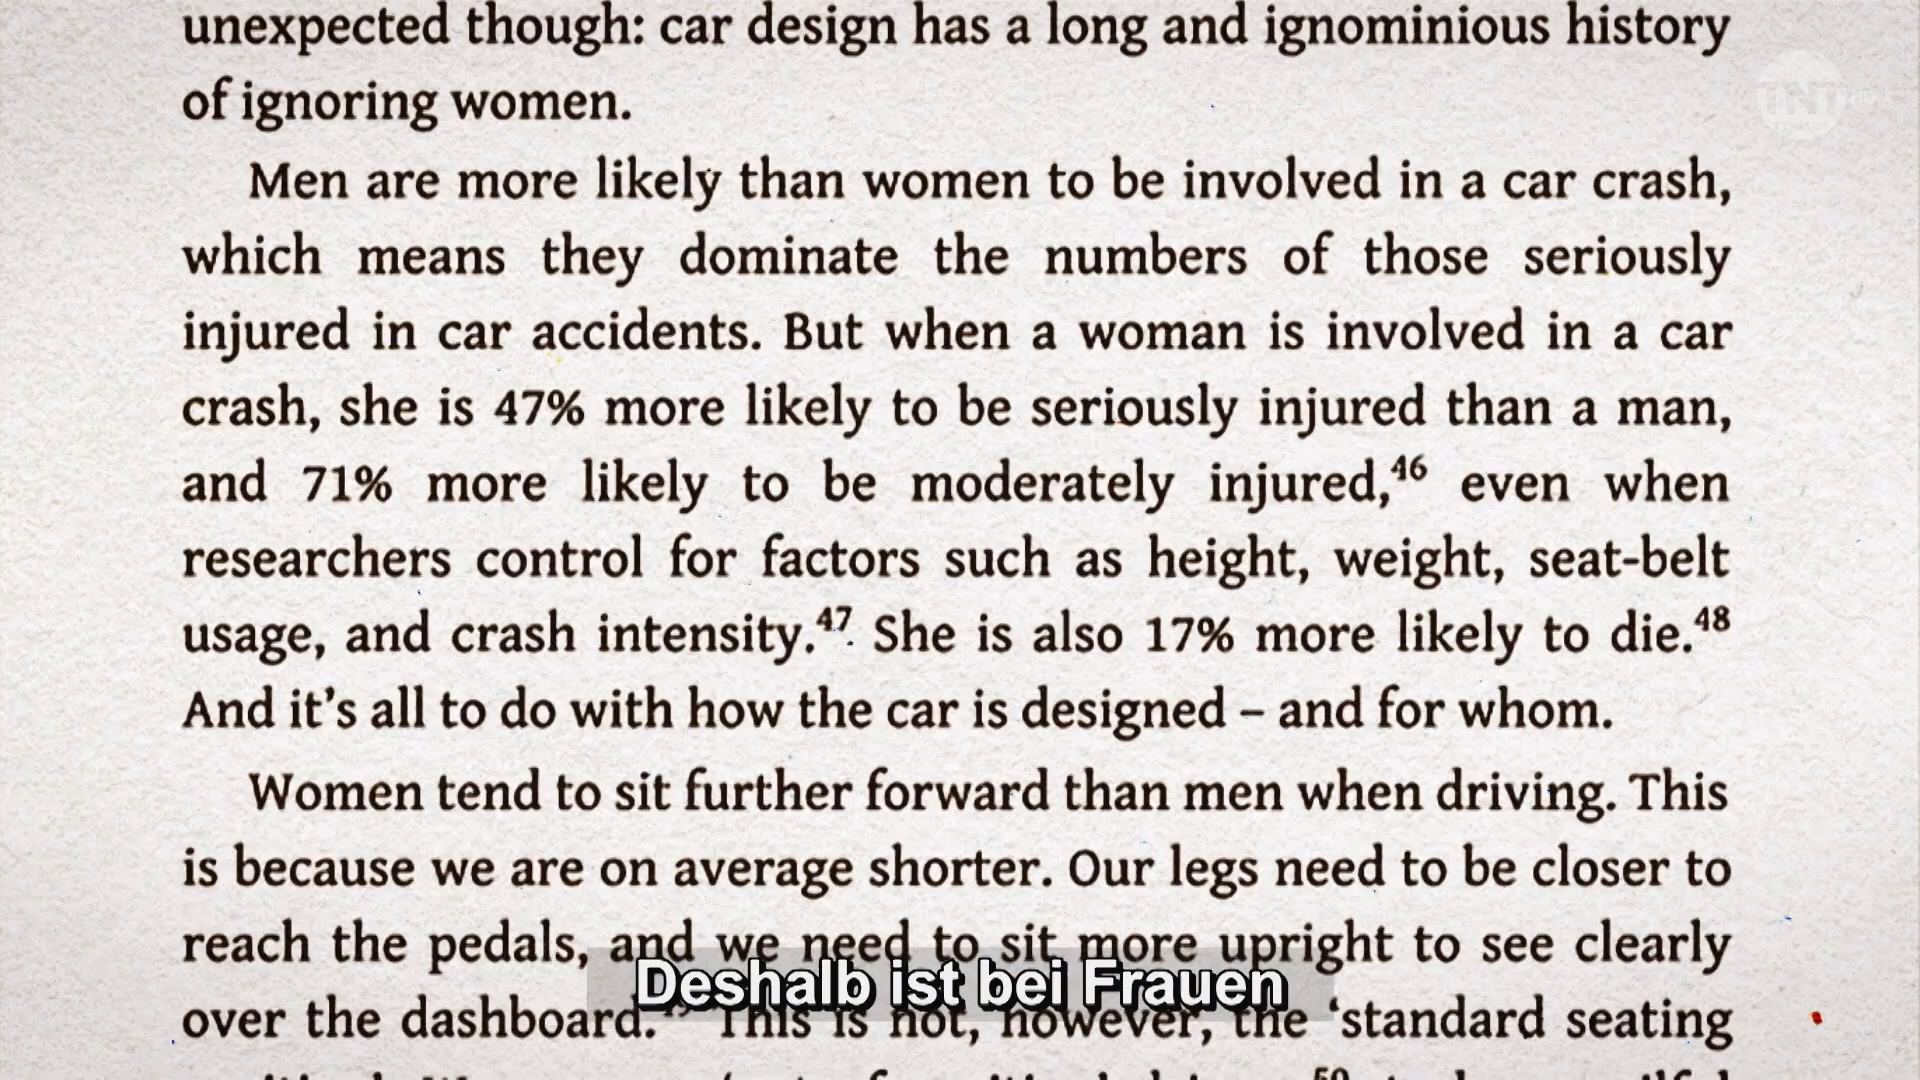 unexpected though: car design has a long and ignominious history
of ignoring women.
TNT
Men are more likely than women to be involved in a car crash,
which means they dominate the numbers of those seriously
injured in car accidents. But when a woman is involved in a car
crash, she is 47% more likely to be seriously injured than a man,
and 71% more likely to be moderately injured,46 even when
researchers control for factors such as height, weight, seat-belt
usage, and crash intensity.47 She is also 17% more likely to die.48
And it's all to do with how the car is designed – and for whom.
Women tend to sit further forward than men when driving. This
is because we are on average shorter. Our legs need to be closer to
reach the pedals, and we need to sit more upright to see clearly
over the dashboard. This is not, however, the ‘standard seating
Deshalb ist bei Frauen